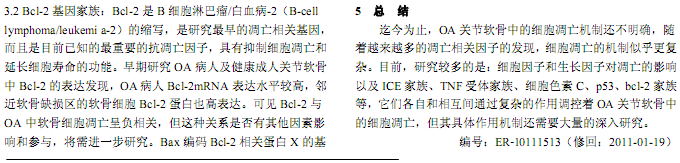 3.2 Bcl-2 基因家族：Bcl-2 是 B 细胞淋巴瘤/白血病-2（B-cell
lymphoma/leukemi a-2）的缩写，是研究最早的凋亡相关基因，
而且是目前已知的最重要的抗凋亡因子，具有抑制细胞凋亡和
延长细胞寿命的功能。早期研究 OA 病人及健康成人关节软骨
中 Bcl-2 的表达发现，OA 病人 Bcl-2mRNA 表达水平较高，邻
近软骨缺损区的软骨细胞 Bcl-2 蛋白也高表达。可见 Bcl-2 与
OA 中软骨细胞凋亡呈负相关，但这种关系是否有其他因素影
响和参与，将需进一步研究。Bax 编码 Bcl-2 相关蛋白 X 的基
5 总 结
迄今为止，OA 关节软骨中的细胞凋亡机制还不明确，随
着越来越多的凋亡相关因子的发现，细胞凋亡的机制似乎更复
杂。目前，研究较多的是：细胞因子和生长因子对凋亡的影响
以及 ICE 家族、TNF 受体家族、细胞色素 C、p53、bcl-2 家族
等，它们各自和相互间通过复杂的作用调控着 OA 关节软骨中
的细胞凋亡，但其具体作用机制还需要大量的深入研究。
编号：ER-10111513（修回：2011-01-19）